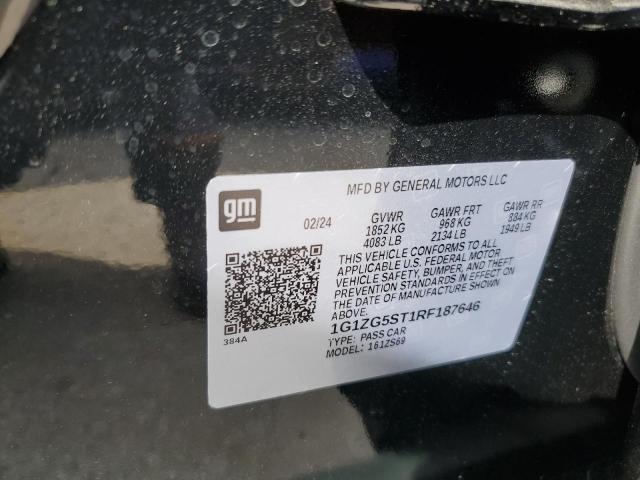 MFD BY GENERAL MOTORS LLC
gm
02/24
GVWR GAWR FRT GAWR RR
1852 KG 968 KG 884 KG
4083 LB 2134 LB 1949 LB
THIS VEHICLE CONFORMS TO ALL
APPLICABLE U.S. FEDERAL MOTOR
VEHICLE SAFETY, BUMPER, AND THEFT
PREVENTION STANDARDS IN EFFECT ON
THE DATE OF MANUFACTURE SHOWN
ABOVE.
1G1ZG5ST1RF187646
TYPE: PASS CAR
MODEL: 161ZS69
384A